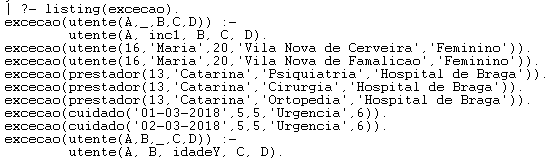 | ?- listing(excecao).
excecao(utente(A,_,B,C,D)) :-
        utente(A, inc1, B, C, D).
excecao(utente(16,'Maria',20,'Vila Nova de Cerveira','Feminino')).
excecao(utente(16,'Maria',20,'Vila Nova de Famalicao','Feminino')).
excecao(prestador(13,'Catarina','Psiquiatria','Hospital de Braga')).
excecao(prestador(13,'Catarina','Cirurgia','Hospital de Braga')).
excecao(prestador(13,'Catarina','Ortopedia','Hospital de Braga')).
excecao(cuidado('01-03-2018',5,5,'Urgencia',6)).
excecao(cuidado('02-03-2018',5,5,'Urgencia',6)).
excecao(utente(A,B,_,C,D)) :-
        utente(A, B, idadeY, C, D).